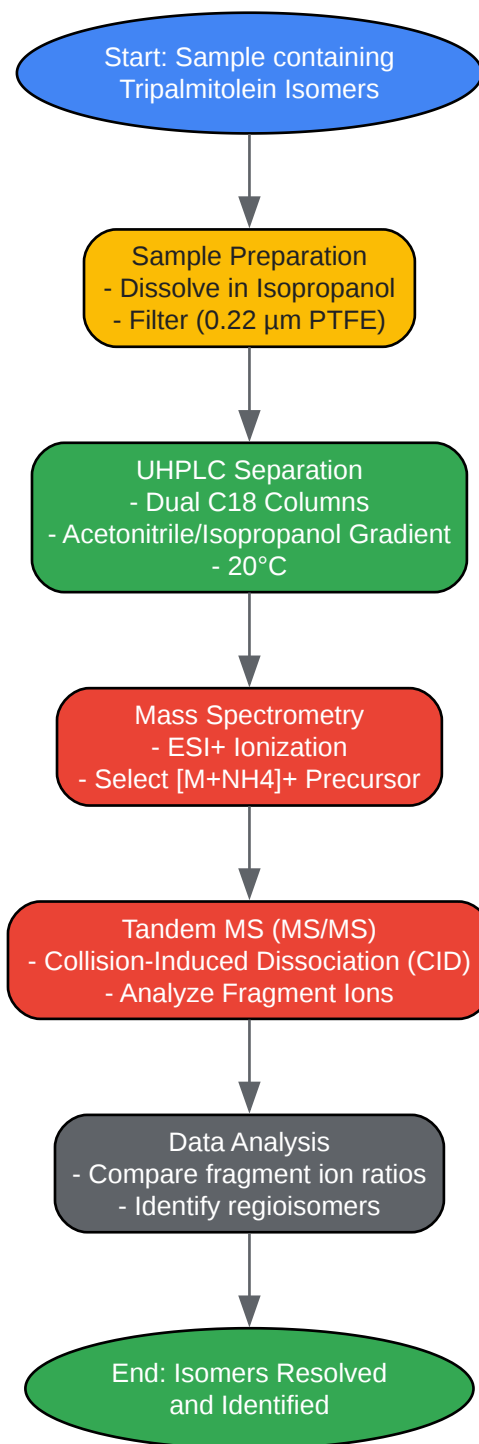 Start: Sample containing
Tripalmitolein Isomers
Sample Preparation
- Dissolve in Isopropanol
- Filter (0.22 µm PTFE)
UHPLC Separation
- Dual C18 Columns
- Acetonitrile/Isopropanol Gradient
- 20°C
Mass Spectrometry
- ESI+ Ionization
- Select [M+NH4]+ Precursor
Tandem MS (MS/MS)
- Collision-Induced Dissociation (CID)
- Analyze Fragment Ions
Data Analysis
- Compare fragment ion ratios
- Identify regioisomers
End: Isomers Resolved
and Identified